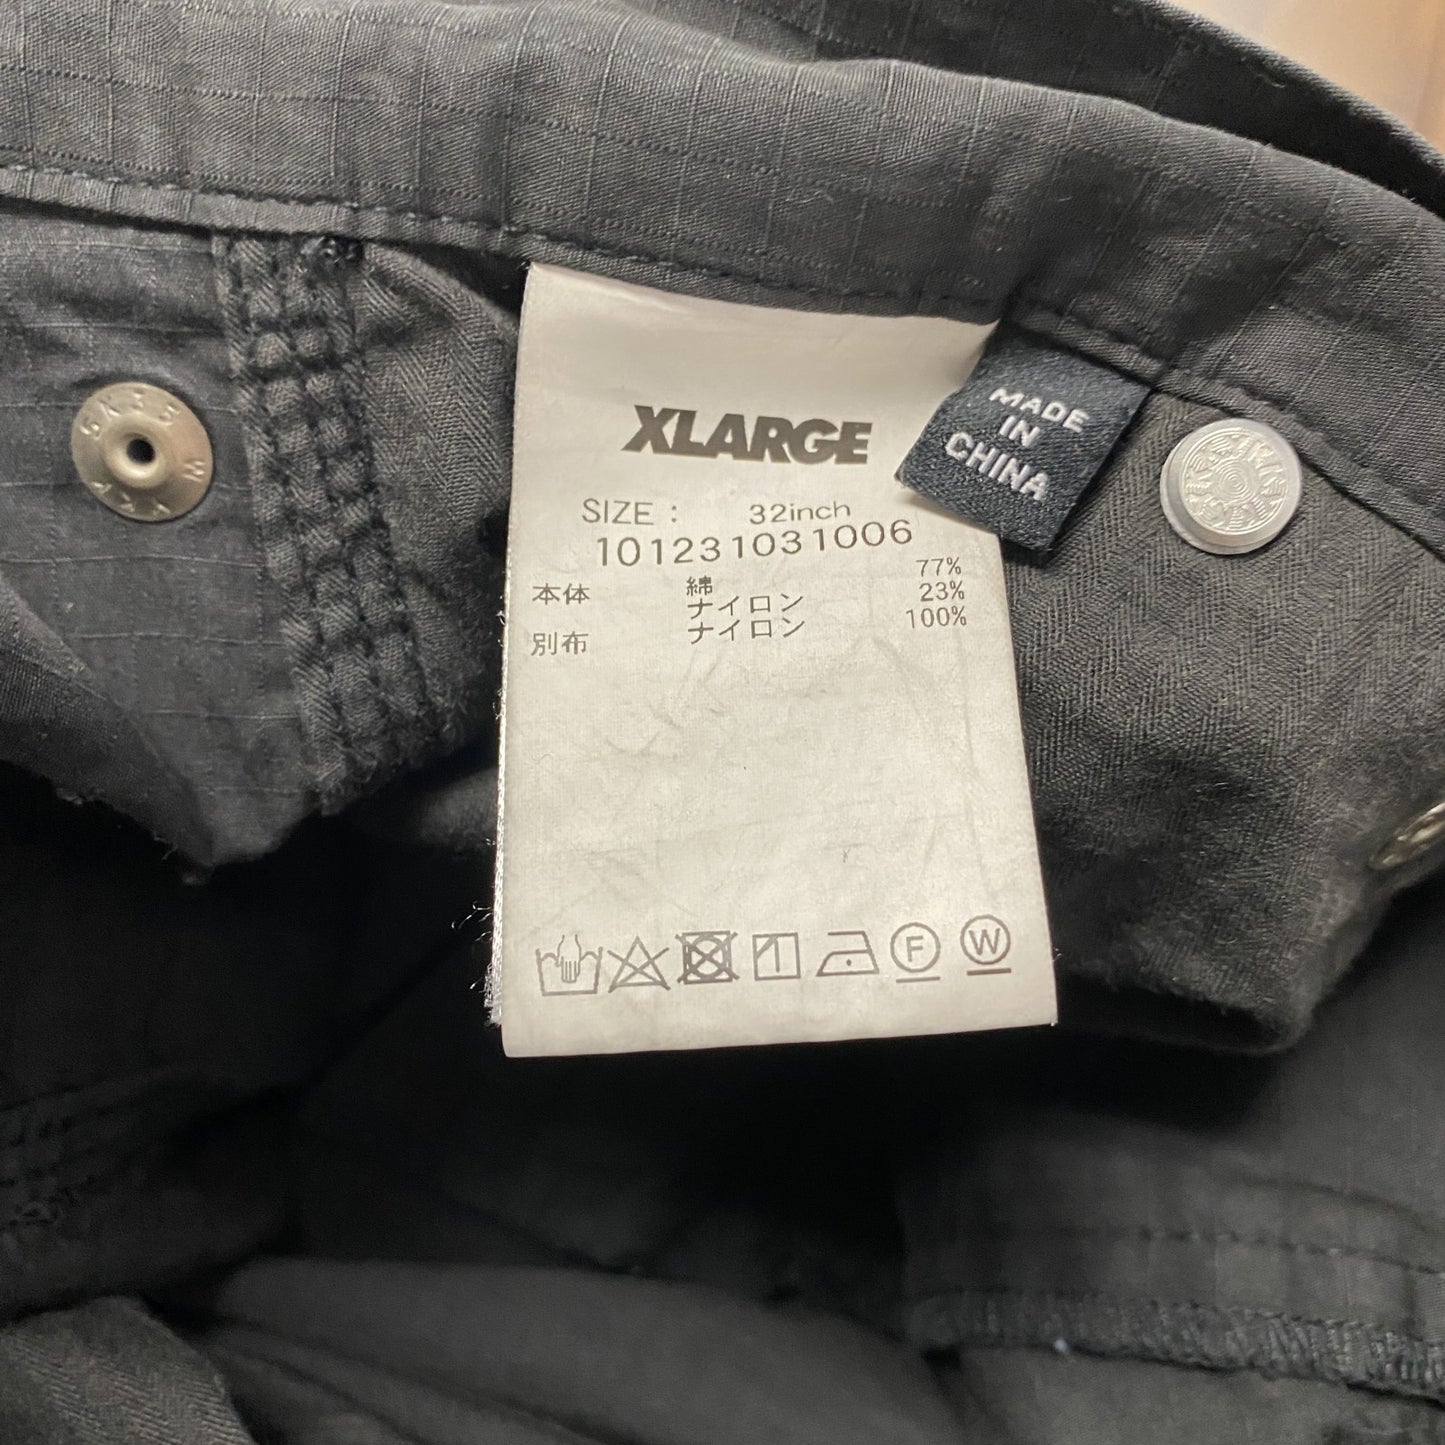 XLARGE
MADE
IN
CHINA
SIZE : 32inch
101231031006
本体 綿 77%
ナイロン 23%
別布 ナイロン 100%
F
W